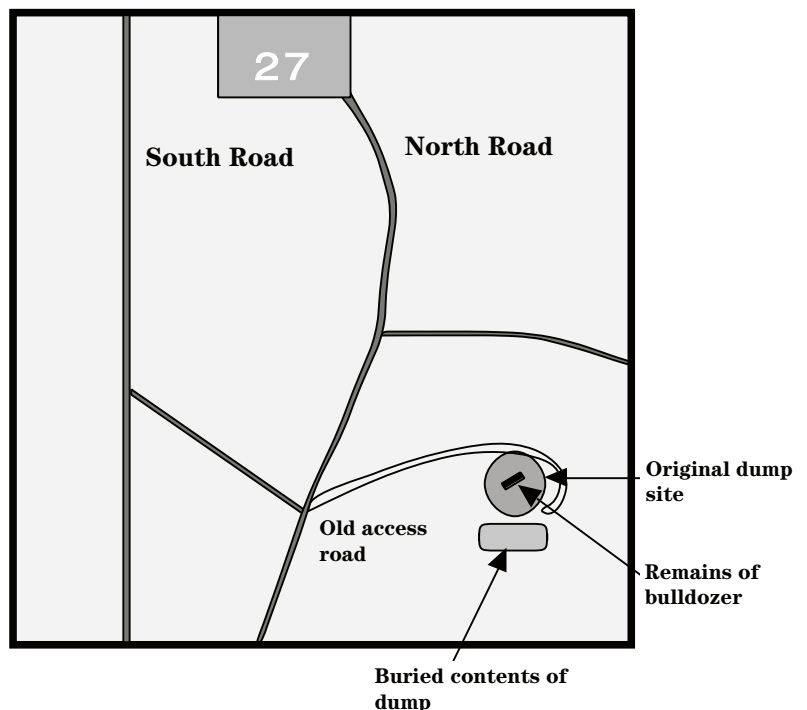 27
South Road
North Road
Original dump
site
Old access
road
Remains of
bulldozer
Buried contents of
dump